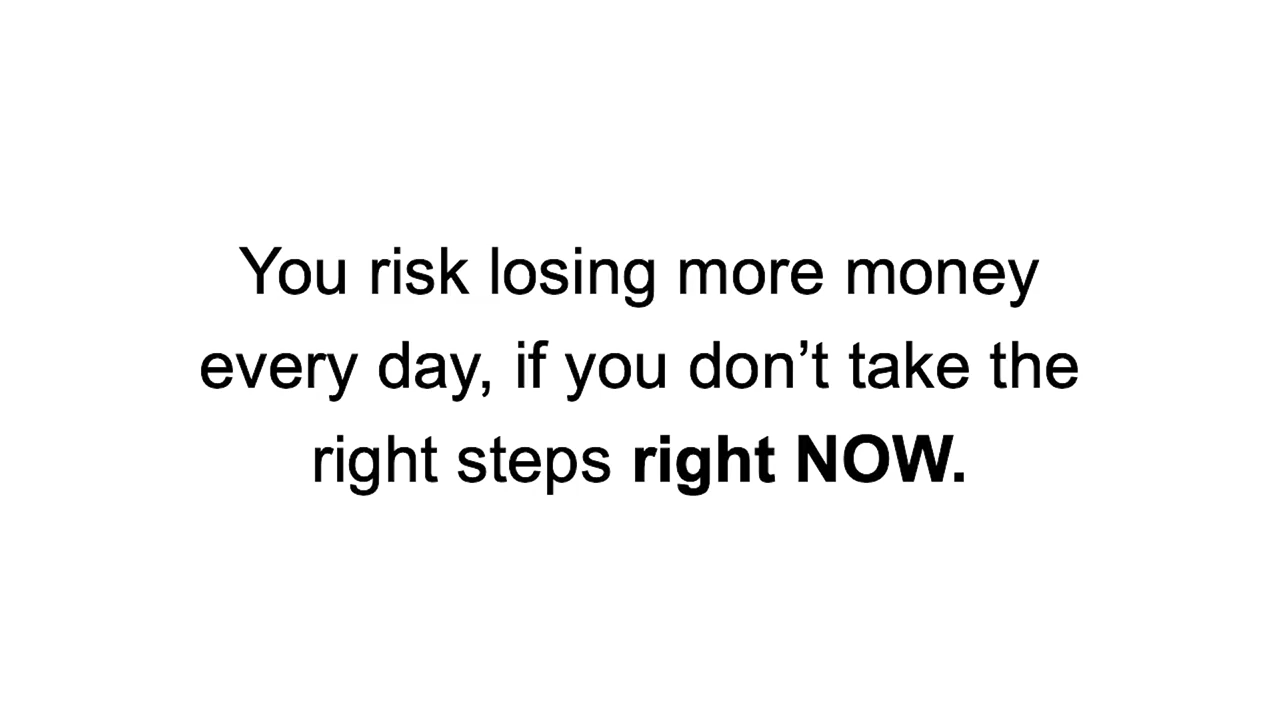 You risk losing more money
every day, if you don’t take the
right steps right NOW.